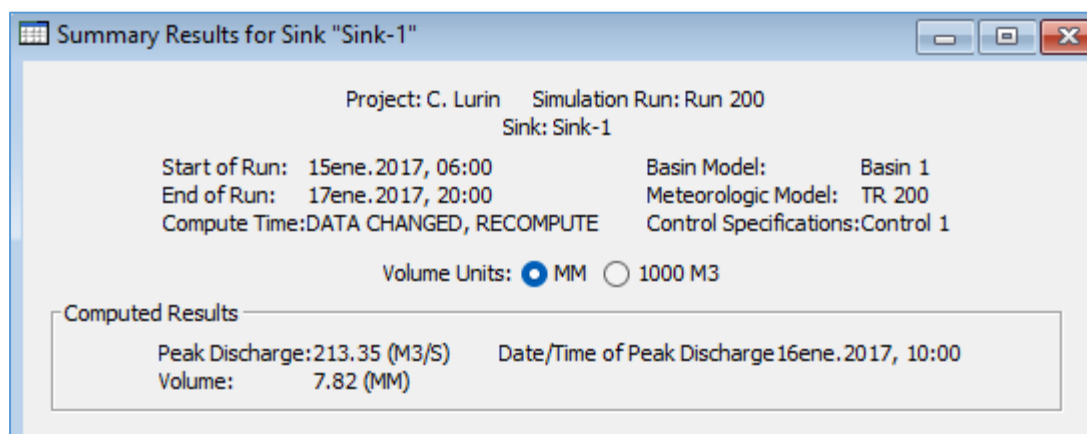 Summary Results for Sink "Sink-1"
Project: C. Lurin Simulation Run: Run 200
Sink: Sink-1
Start of Run: 15ene.2017, 06:00 Basin Model: Basin 1
End of Run: 17ene.2017, 20:00 Meteorologic Model: TR 200
Compute Time:DATA CHANGED, RECOMPUTE Control Specifications:Control 1
Volume Units: MM 1000 M3
Computed Results
Peak Discharge:213.35 (M3/S) Date/Time of Peak Discharge16ene.2017, 10:00
Volume: 7.82 (MM)